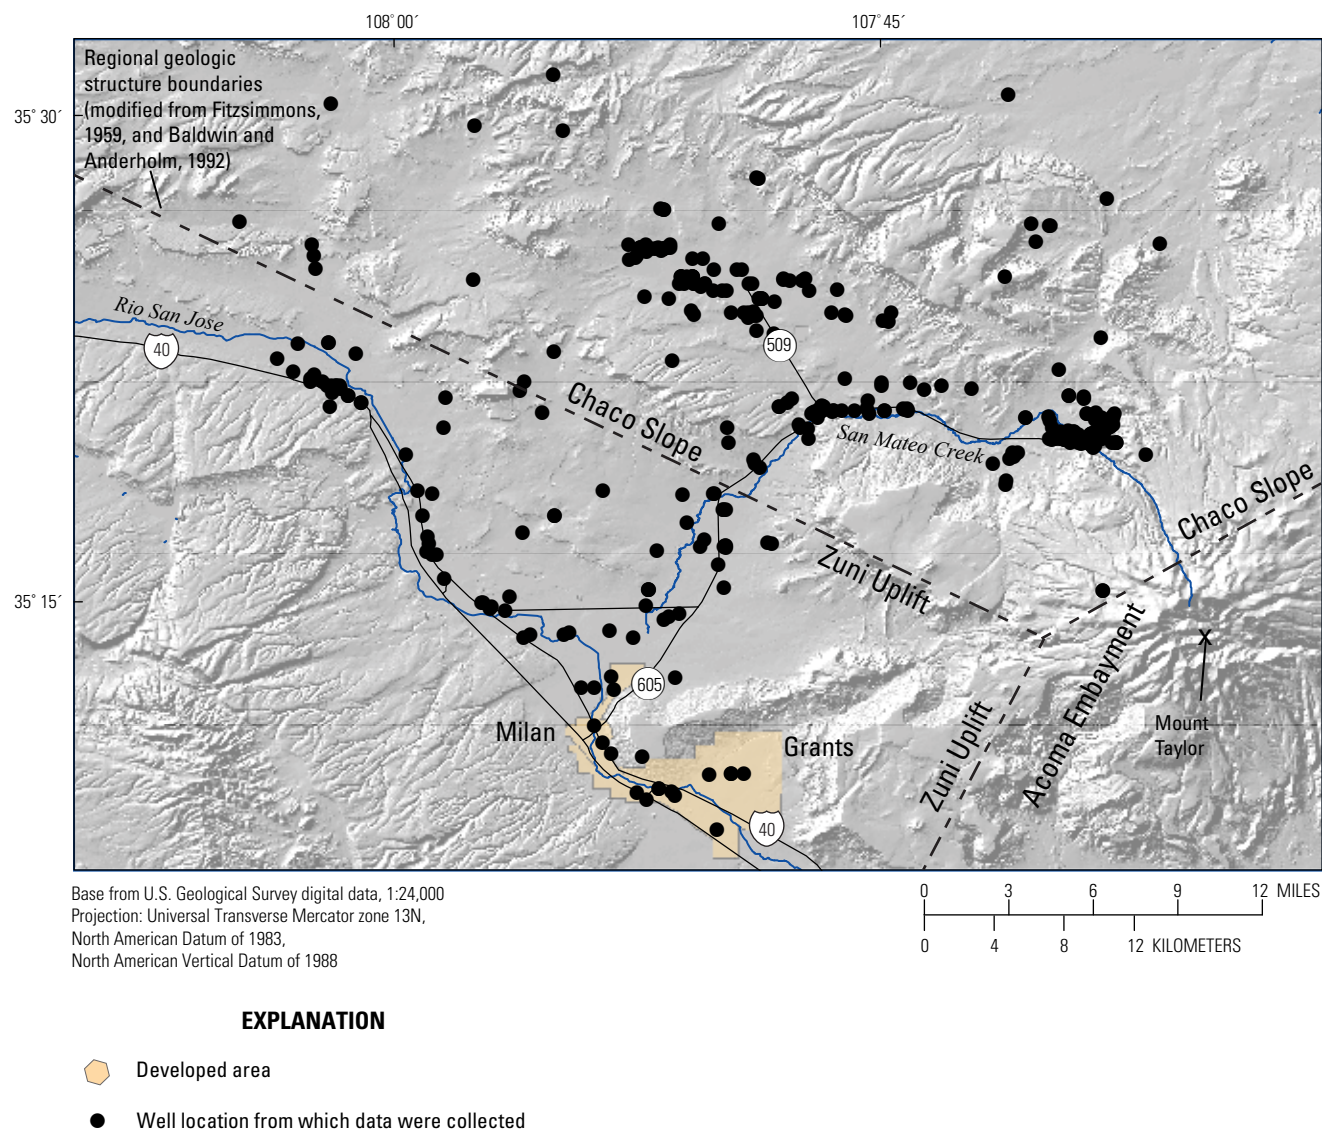 108°00′
107°45′
Regional geologic
structure boundaries
(modified from Fitzsimmons,
1959, and Baldwin and
Anderholm, 1992)
35°30′
Rio San Jose
40
509
Chaco Slope
San Mateo Creek
Chaco Slope
Zuni Uplift
35°15′
Acoma Embayment
Zuni Uplift
X
Mount
Taylor
605
Milan
Grants
40
Base from U.S. Geological Survey digital data, 1:24,000
Projection: Universal Transverse Mercator zone 13N,
North American Datum of 1983,
North American Vertical Datum of 1988
0 3 6 9 12 MILES
0 4 8 12 KILOMETERS
EXPLANATION
Developed area
Well location from which data were collected